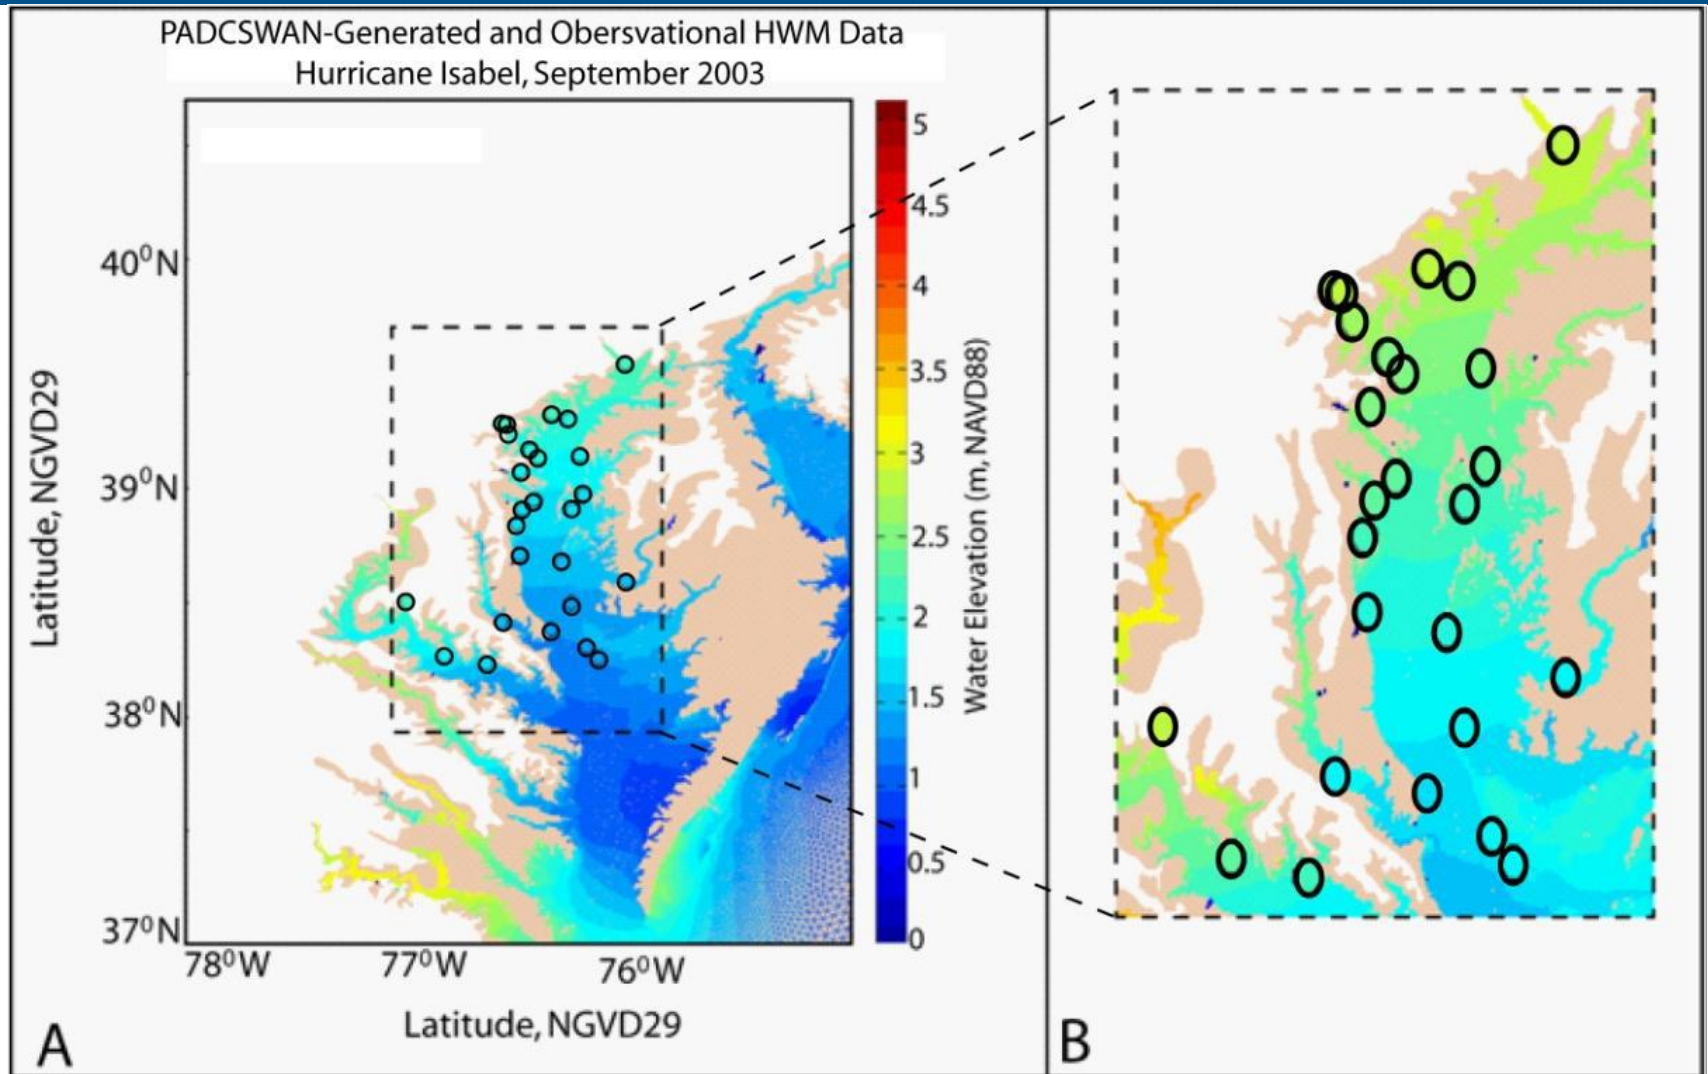 PADCSWAN-Generated and Obersvational HWM Data
Hurricane Isabel, September 2003
40⁰N
39⁰N
38⁰N
37⁰N
Latitude, NGVD29
78⁰W 77⁰W 76⁰W
Latitude, NGVD29
5
4.5
4
3.5
3
2.5
2
1.5
1
0.5
0
Water Elevation (m, NAVD88)
A
B